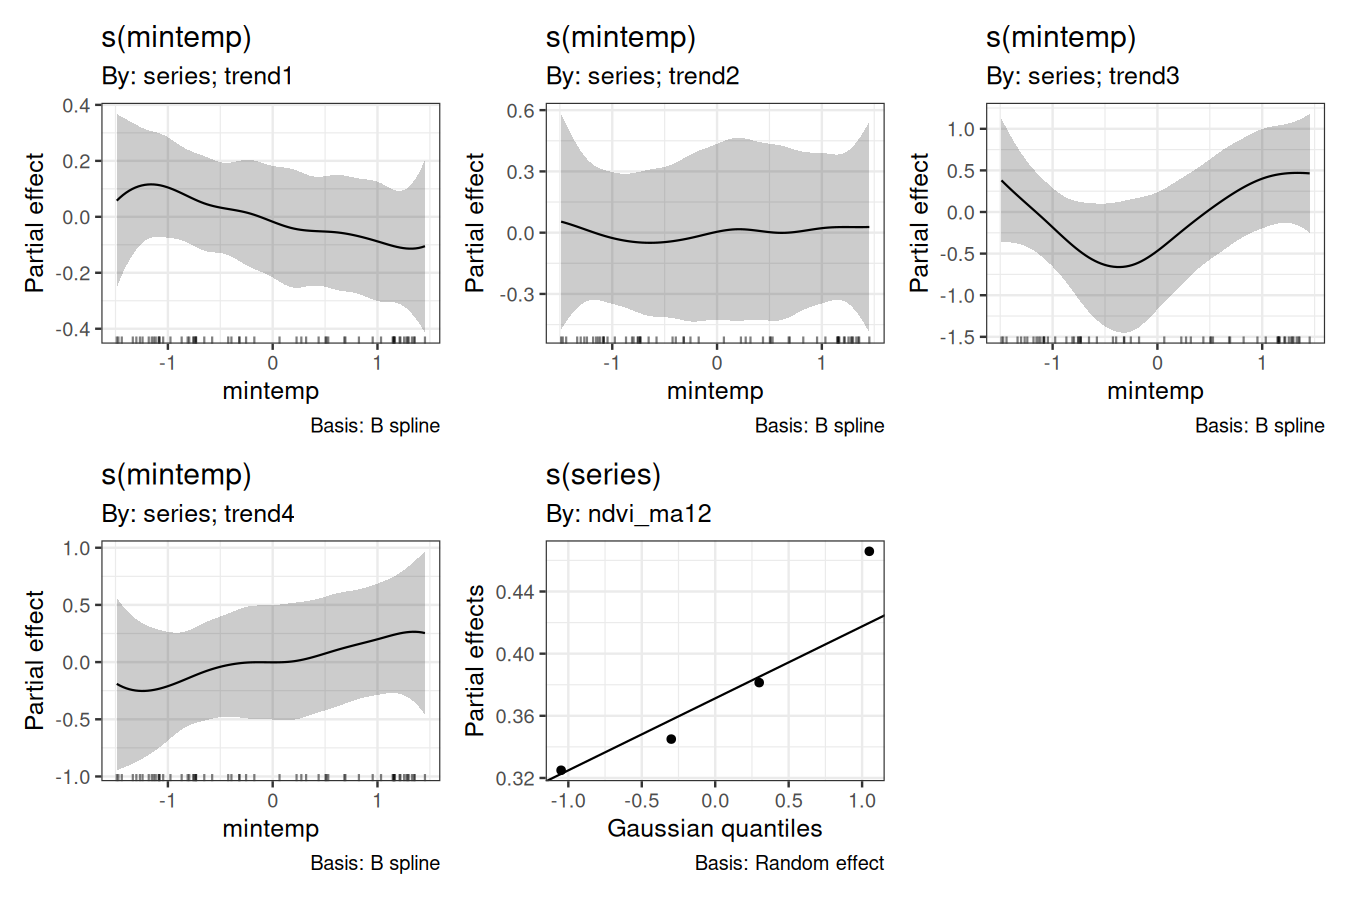 s(mintemp)
By: series; trend1
Partial effect
0.4
0.2
0.0
-0.2
-0.4
-1
0
1
mintemp
Basis: B spline
s(mintemp)
By: series; trend2
Partial effect
0.6
0.3
0.0
-0.3
-1
0
1
mintemp
Basis: B spline
s(mintemp)
By: series; trend3
Partial effect
1.0
0.5
0.0
-0.5
-1.0
-1.5
-1
0
1
mintemp
Basis: B spline
s(mintemp)
By: series; trend4
Partial effect
1.0
0.5
0.0
-0.5
-1.0
-1
0
1
mintemp
Basis: B spline
s(series)
By: ndvi_ma12
Partial effects
0.44
0.40
0.36
0.32
-1.0
-0.5
0.0
0.5
1.0
Gaussian quantiles
Basis: Random effect